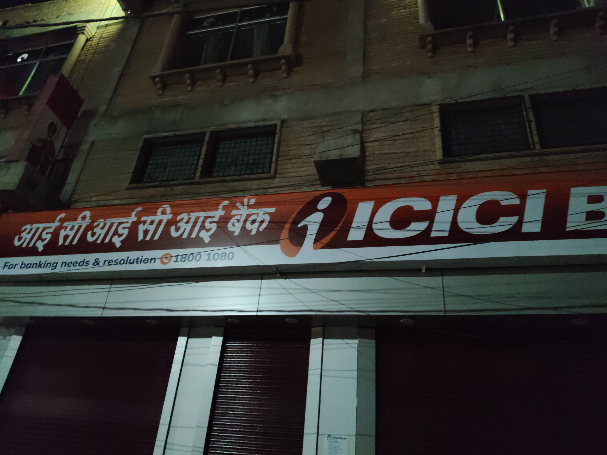 आई सी आई सी आई बैंक ICICI B
For banking needs & resolution 1800 1080